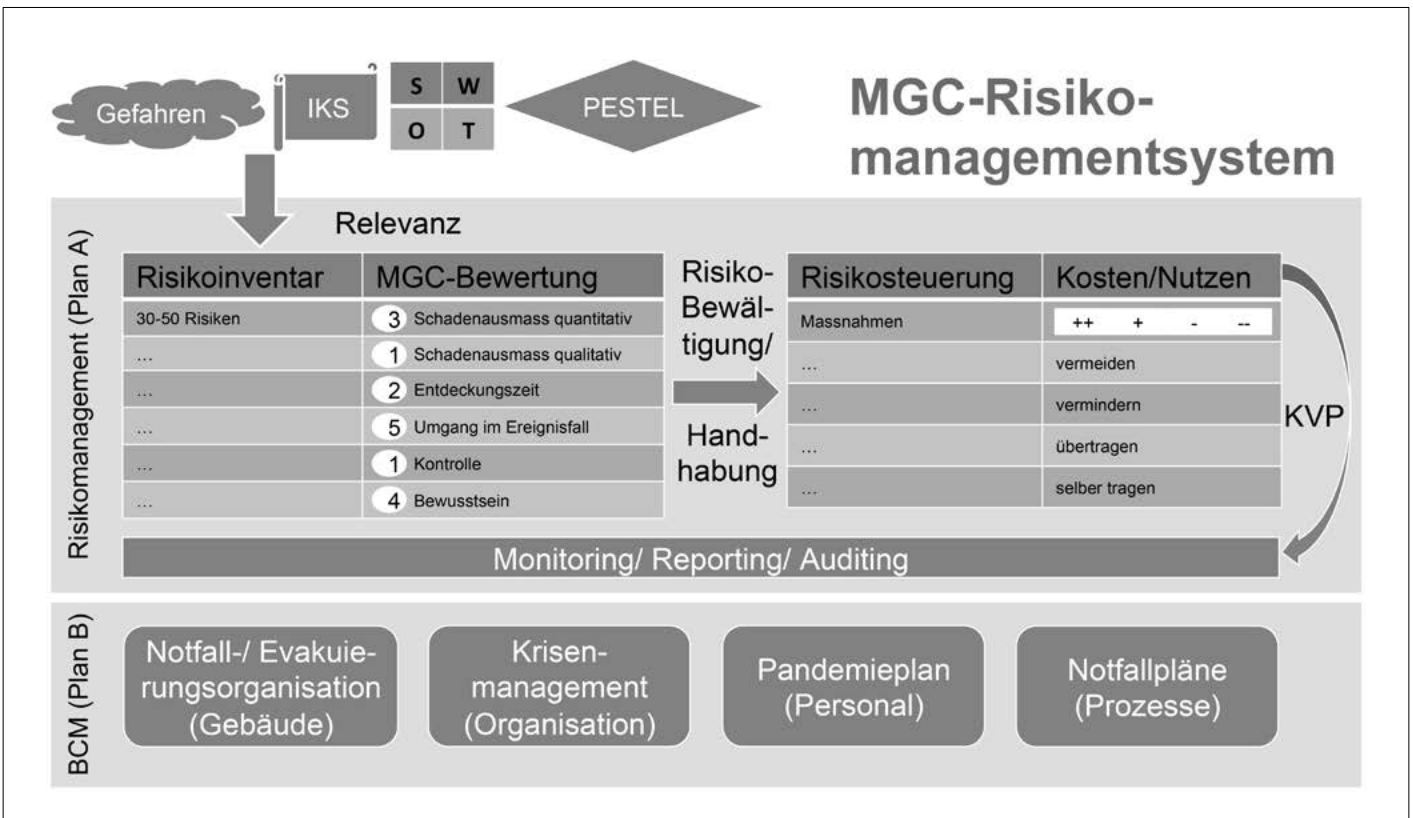 Gefahren
IKS
S W
O T
PESTEL
MGC-Risiko-
managementsystem
Risikomanagement (Plan A)
Relevanz
Risikoinventar MGC-Bewertung
30-50 Risiken 3 Schadenausmass quantitativ
... 1 Schadenausmass qualitativ
... 2 Entdeckungszeit
... 5 Umgang im Ereignisfall
... 1 Kontrolle
... 4 Bewusstsein
Risiko-
Bewäl-
tigung/
Hand-
habung
Risikosteuerung Kosten/Nutzen
Massnahmen ++ + - --
... vermeiden
... vermindern
... übertragen
... selber tragen
KVP
Monitoring/ Reporting/ Auditing
BCM (Plan B)
Notfall-/ Evakuie-
rungsorganisation
(Gebäude)
Krisen-
management
(Organisation)
Pandemieplan
(Personal)
Notfallpläne
(Prozesse)